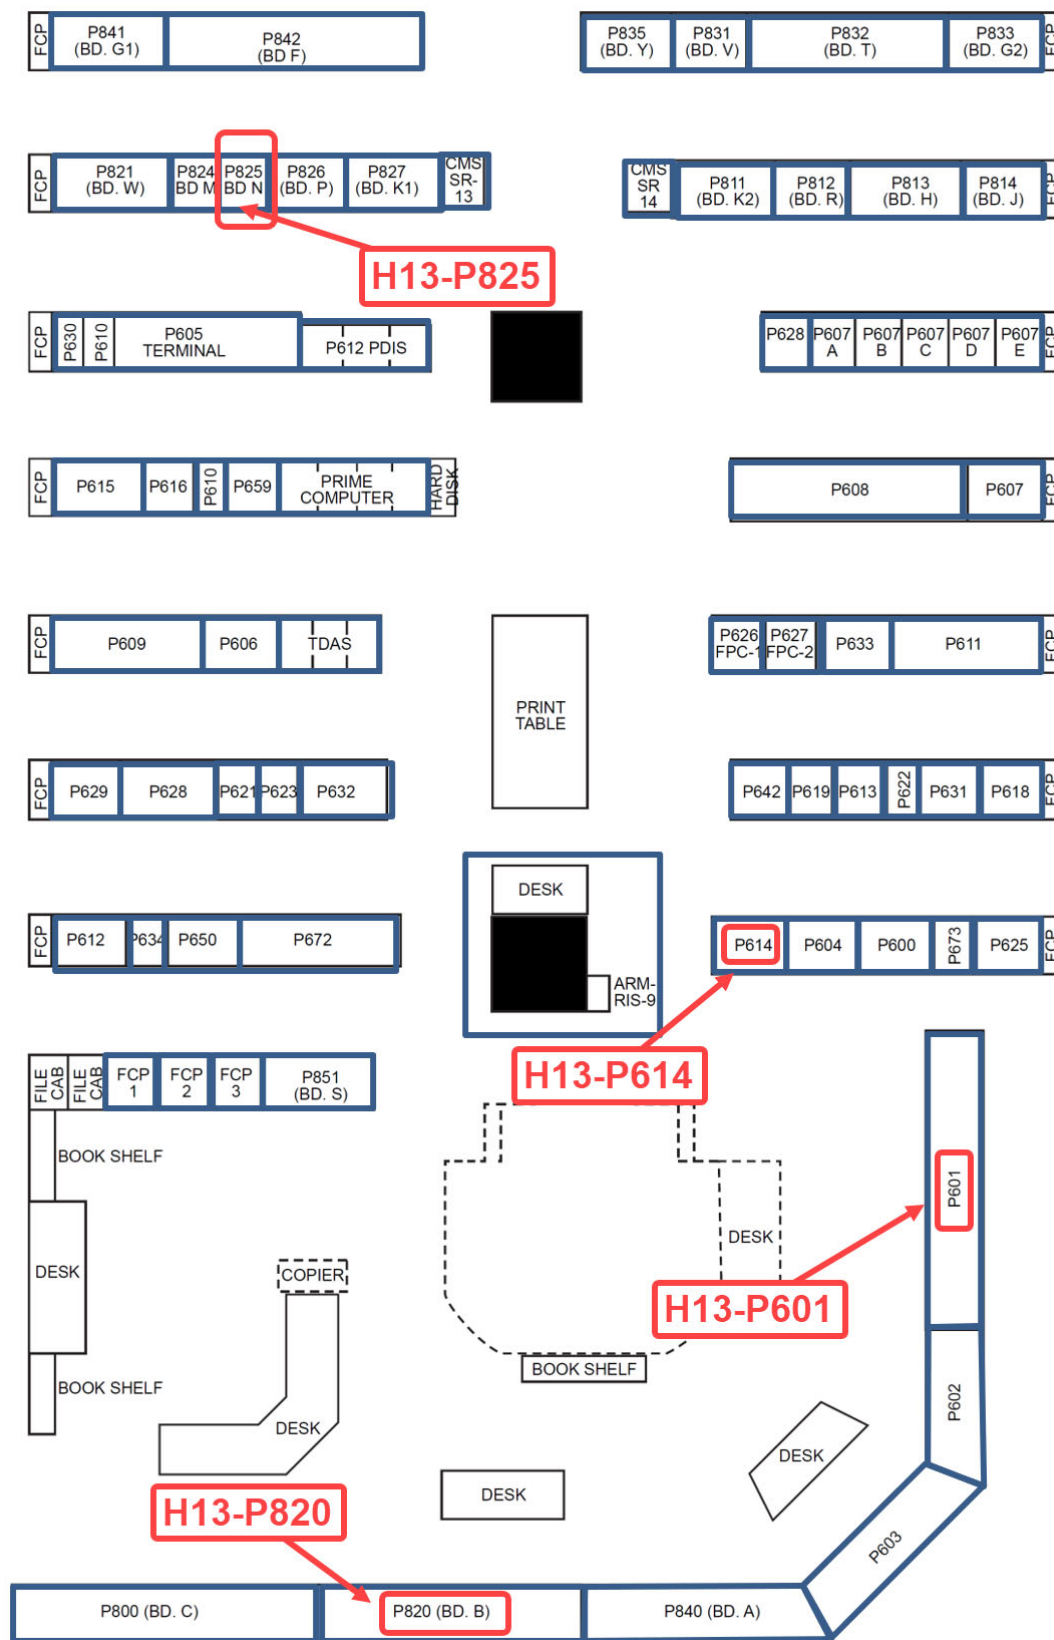 FCP
P841
(BD. G1)
P842
(BD F)
P835
(BD. Y)
P831
(BD. V)
P832
(BD. T)
P833
(BD. G2)
FCP
FCP
P821
(BD. W)
P824
BD M
P825
BD N
P826
(BD. P)
P827
(BD. K1)
CMS
SR-
13
CMS
SR
14
P811
(BD. K2)
P812
(BD. R)
P813
(BD. H)
P814
(BD. J)
FCP
H13-P825
FCP
P630
P610
P605
TERMINAL
P612 PDIS
P628
P607
A
P607
B
P607
C
P607
D
P607
E
FCP
FCP
P615
P616
P610
P659
PRIME
COMPUTER
HARD
DISK
P608
P607
FCP
FCP
P609
P606
TDAS
P626
FPC-1
P627
FPC-2
P633
P611
FCP
PRINT
TABLE
FCP
P629
P628
P621
P623
P632
P642
P619
P613
P622
P631
P618
FCP
DESK
FCP
P612
P634
P650
P672
ARM-
RIS-9
P614
P604
P600
P673
P625
FCP
H13-P614
FILE
CAB
FILE
CAB
FCP
1
FCP
2
FCP
3
P851
(BD. S)
BOOK SHELF
P601
DESK
DESK
COPIER
H13-P601
BOOK SHELF
BOOK SHELF
P602
DESK
DESK
DESK
H13-P820
P603
P800 (BD. C)
P820 (BD. B)
P840 (BD. A)